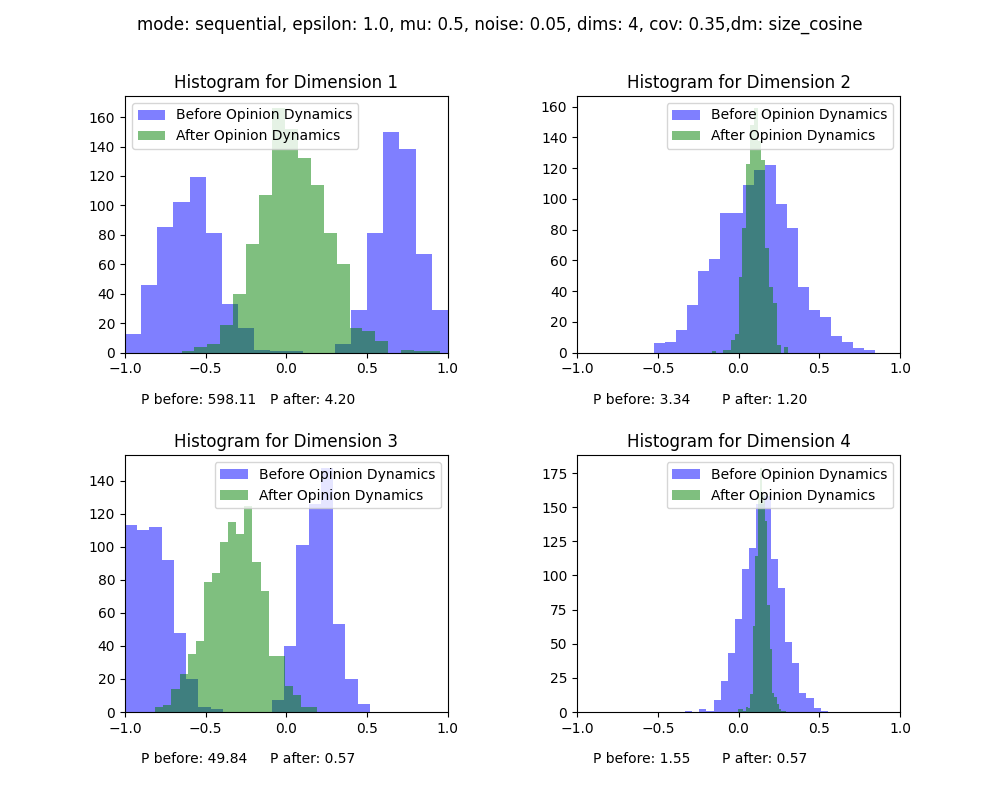 mode: sequential, epsilon: 1.0, mu: 0.5, noise: 0.05, dims: 4, cov: 0.35,dm: size_cosine
Histogram for Dimension 1
Before Opinion Dynamics
After Opinion Dynamics
160
140
120
100
80
60
40
20
0
−1.0 −0.5 0.0 0.5 1.0
P before: 598.11 P after: 4.20
Histogram for Dimension 2
Before Opinion Dynamics
After Opinion Dynamics
160
140
120
100
80
60
40
20
0
−1.0 −0.5 0.0 0.5 1.0
P before: 3.34 P after: 1.20
Histogram for Dimension 3
Before Opinion Dynamics
After Opinion Dynamics
140
120
100
80
60
40
20
0
−1.0 −0.5 0.0 0.5 1.0
P before: 49.84 P after: 0.57
Histogram for Dimension 4
Before Opinion Dynamics
After Opinion Dynamics
175
150
125
100
75
50
25
0
−1.0 −0.5 0.0 0.5 1.0
P before: 1.55 P after: 0.57